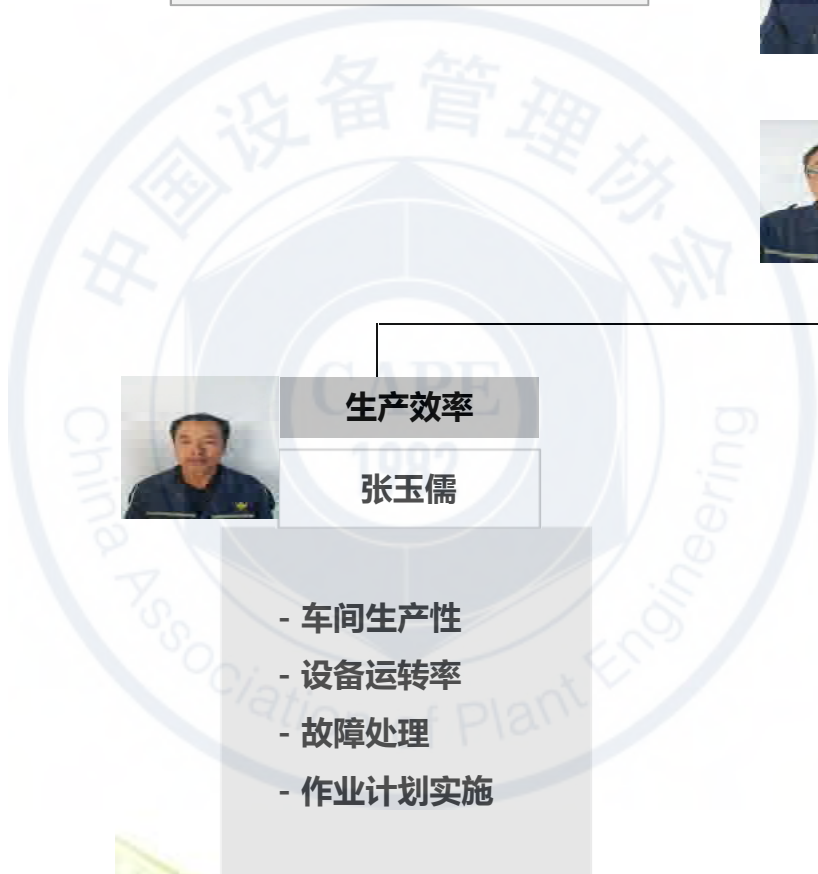 中国设备管理协会
CAPE
1982
China Association of Plant Engineering
生产效率
张玉儒
- 车间生产性
- 设备运转率
- 故障处理
- 作业计划实施